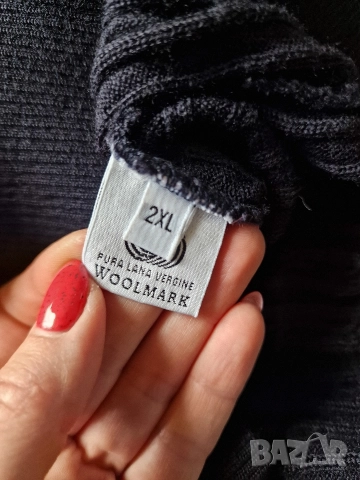 2XL
PURA LANA VERGINE
WOOLMARK
BAZAR